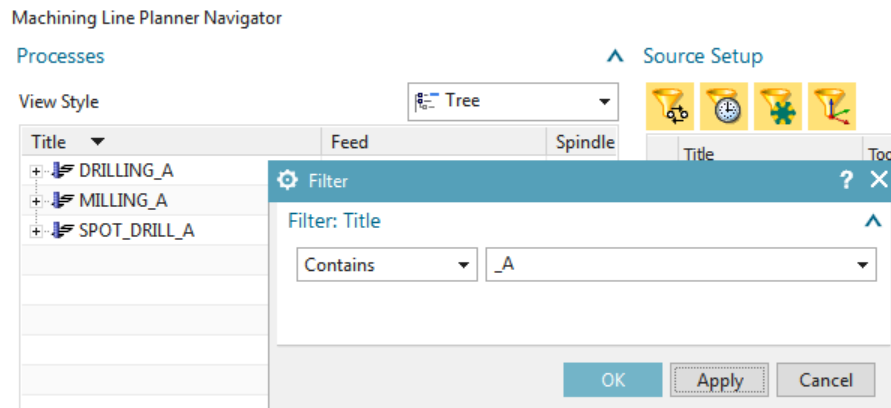 Machining Line Planner Navigator
Processes
Source Setup
View Style
Tree
Title
Feed
Spindle
Title
DRILLING_A
MILLING_A
SPOT_DRILL_A
Filter
?
Filter: Title
Contains
_A
OK
Apply
Cancel